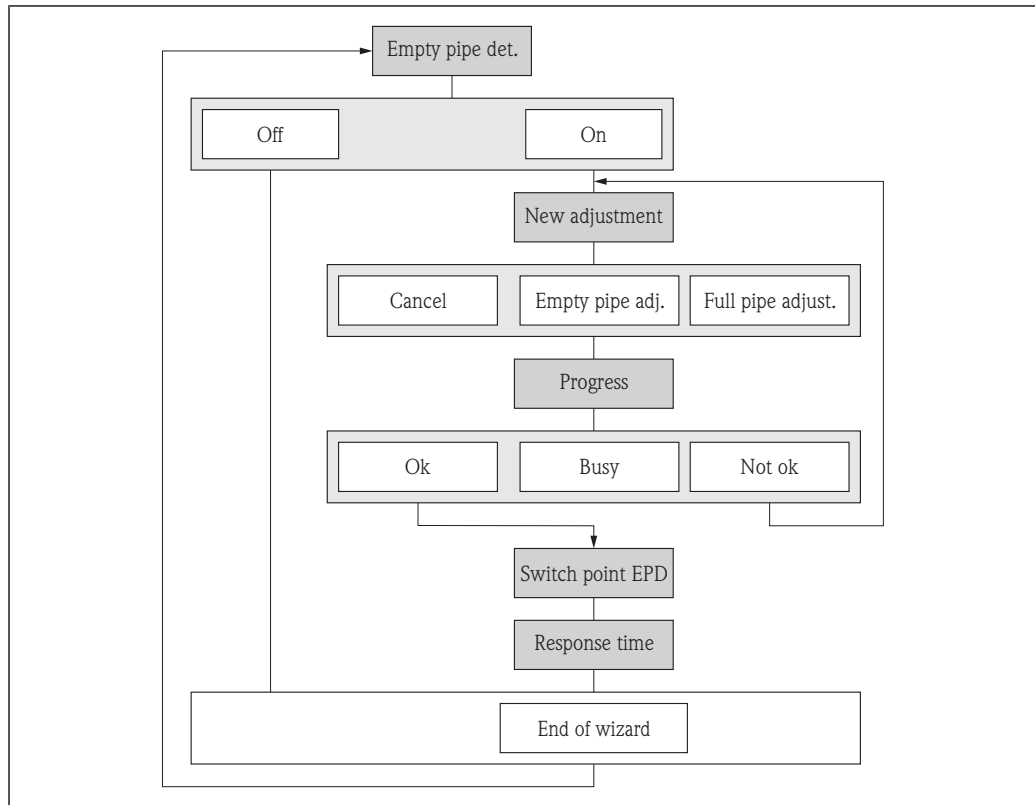 Empty pipe det.
Off
On
New adjustment
Cancel
Empty pipe adj.
Full pipe adjust.
Progress
Ok
Busy
Not ok
Switch point EPD
Response time
End of wizard